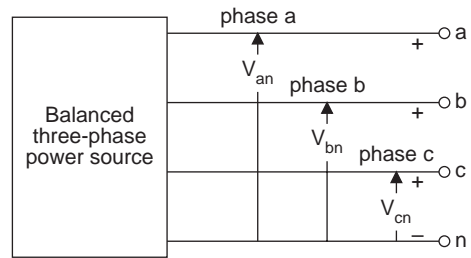 phase a
a
+
V_an
phase b
b
+
Balanced
three-phase
power source
V_bn
phase c
c
+
V_cn
–
n